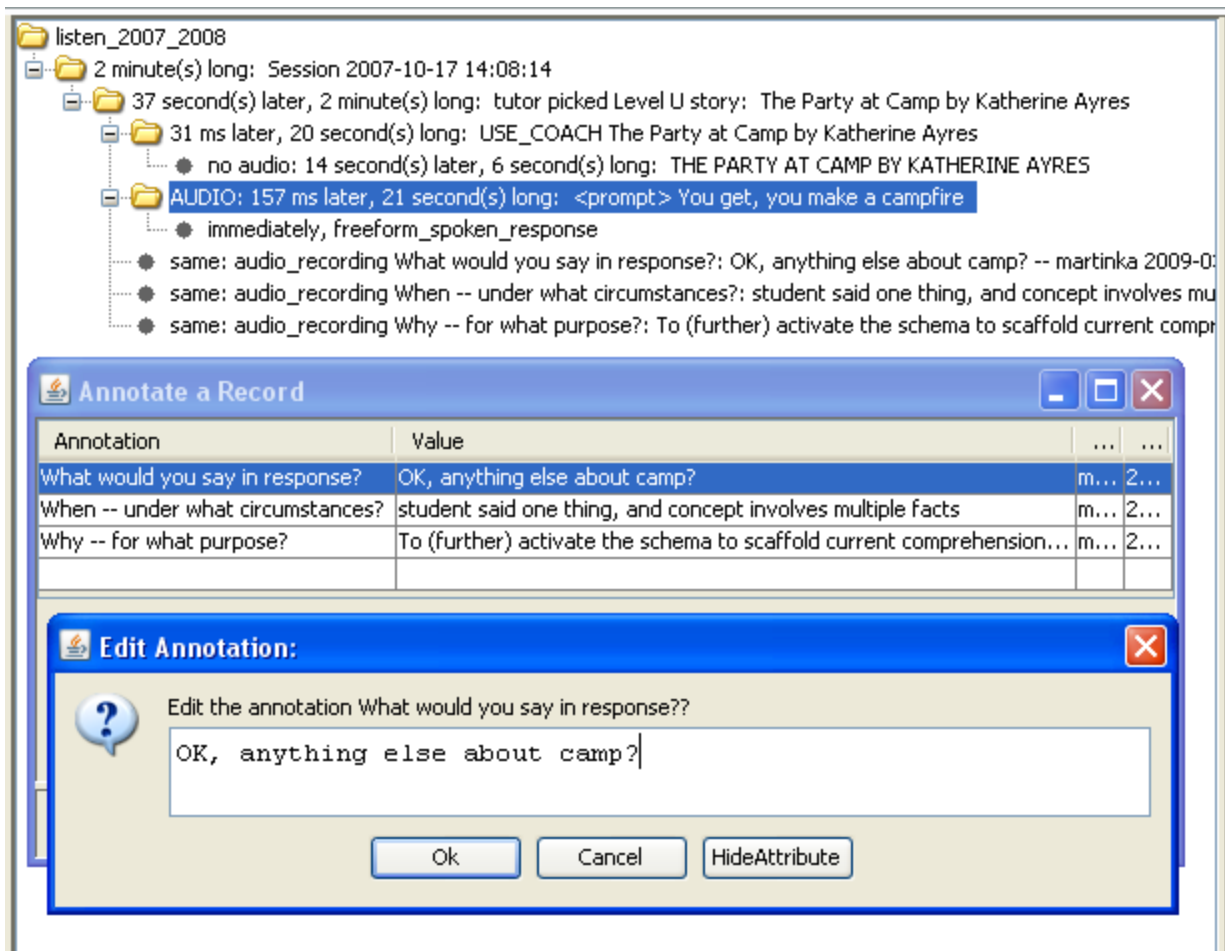 listen_2007_2008
2 minute(s) long: Session 2007-10-17 14:08:14
37 second(s) later, 2 minute(s) long: tutor picked Level U story: The Party at Camp by Katherine Ayres
31 ms later, 20 second(s) long: USE_COACH The Party at Camp by Katherine Ayres
no audio: 14 second(s) later, 6 second(s) long: THE PARTY AT CAMP BY KATHERINE AYRES
AUDIO: 157 ms later, 21 second(s) long: <prompt> You get, you make a campfire
immediately, freeform_spoken_response
same: audio_recording What would you say in response?: OK, anything else about camp? -- martinka 2009-0
same: audio_recording When -- under what circumstances?: student said one thing, and concept involves mu
same: audio_recording Why -- for what purpose?: To (further) activate the schema to scaffold current compr
Annotate a Record
Annotation Value ... ...
What would you say in response? OK, anything else about camp? m... 2...
When -- under what circumstances? student said one thing, and concept involves multiple facts m... 2...
Why -- for what purpose? To (further) activate the schema to scaffold current comprehension... m... 2...
Edit Annotation:
Edit the annotation What would you say in response??
OK, anything else about camp?
Ok Cancel HideAttribute